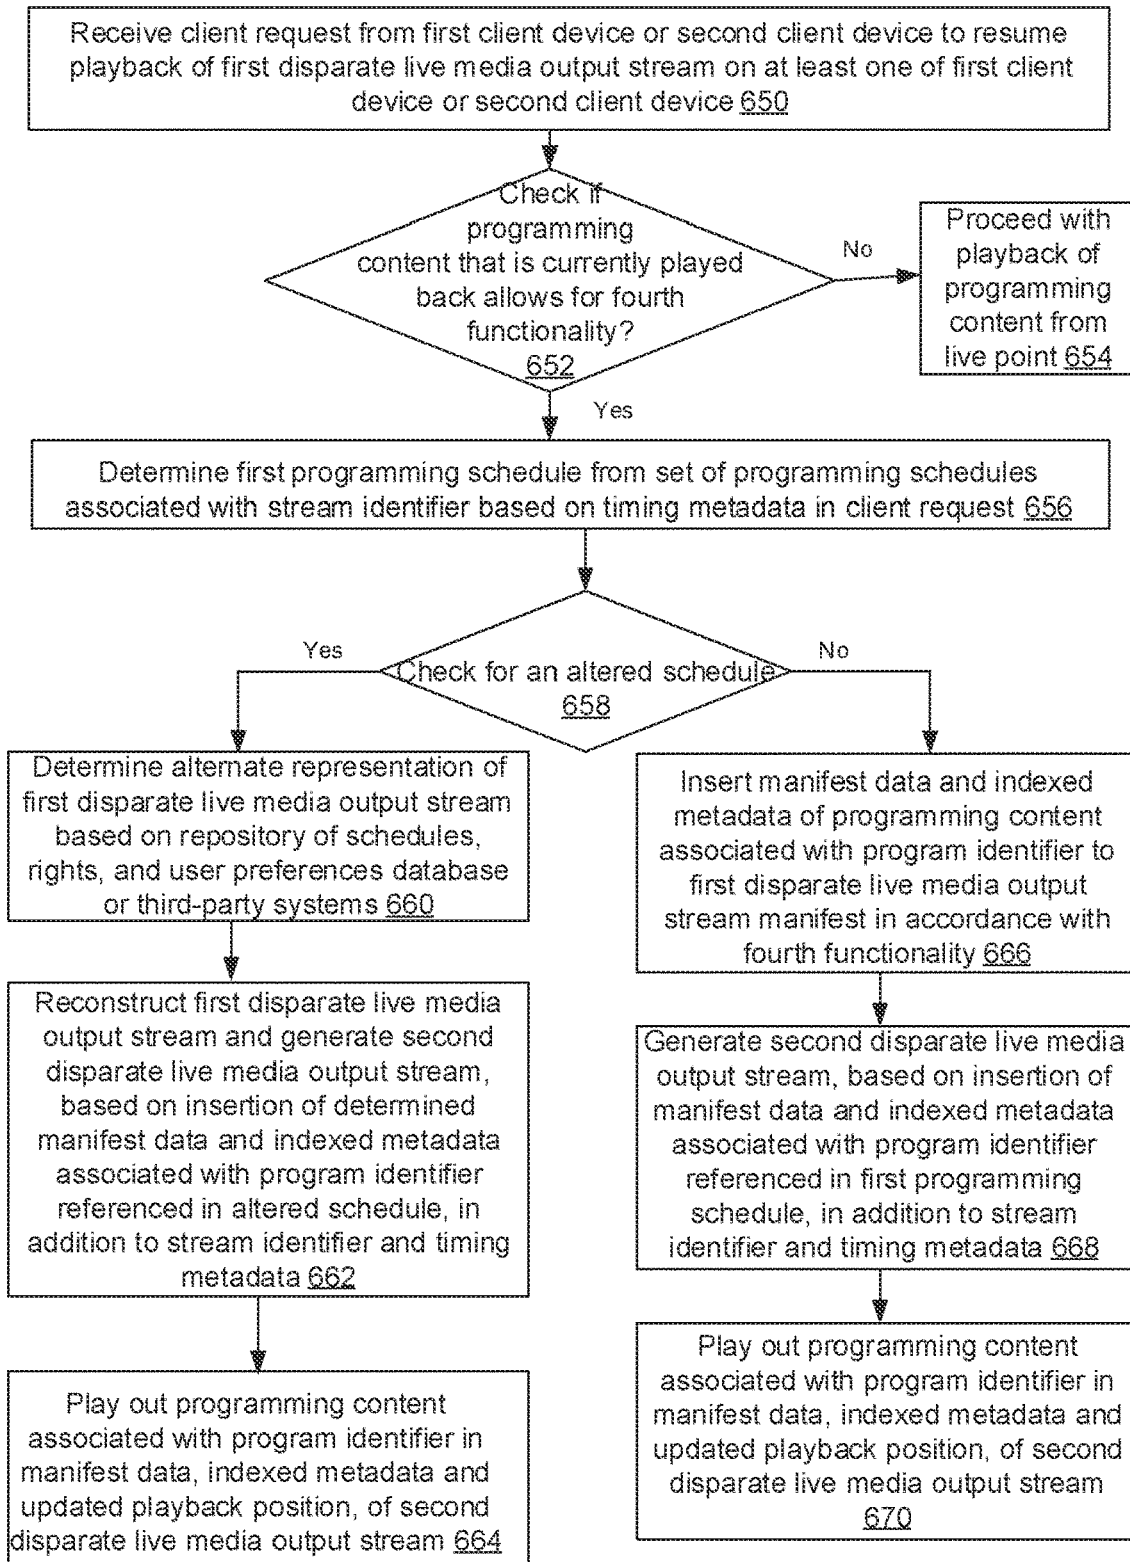 Receive client request from first client device or second client device to resume
playback of first disparate live media output stream on at least one of first client
device or second client device 650
Check if
programming
content that is currently played
back allows for fourth
functionality?
652
No
Proceed with
playback of
programming
content from
live point 654
Yes
Determine first programming schedule from set of programming schedules
associated with stream identifier based on timing metadata in client request 656
Yes
Check for an altered schedule
658
No
Determine alternate representation of
first disparate live media output stream
based on repository of schedules,
rights, and user preferences database
or third-party systems 660
Reconstruct first disparate live media
output stream and generate second
disparate live media output stream,
based on insertion of determined
manifest data and indexed metadata
associated with program identifier
referenced in altered schedule, in
addition to stream identifier and timing
metadata 662
Play out programming content
associated with program identifier in
manifest data, indexed metadata and
updated playback position, of second
disparate live media output stream 664
Insert manifest data and indexed
metadata of programming content
associated with program identifier to
first disparate live media output
stream manifest in accordance with
fourth functionality 666
Generate second disparate live media
output stream, based on insertion of
manifest data and indexed metadata
associated with program identifier
referenced in first programming
schedule, in addition to stream
identifier and timing metadata 668
Play out programming content
associated with program identifier in
manifest data, indexed metadata and
updated playback position, of second
disparate live media output stream
670